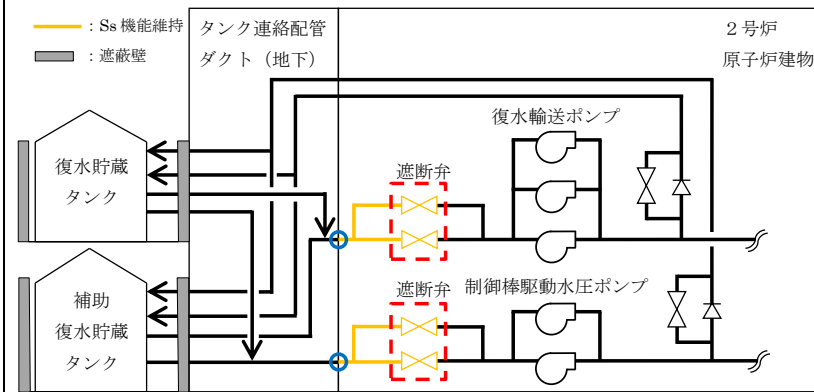 ：Ss 機能維持
：遮蔽壁
タンク連絡配管
ダクト（地下）
２号炉
原子炉建物
復水貯蔵
タンク
補助
復水貯蔵
タンク
遮断弁
復水輸送ポンプ
遮断弁
制御棒駆動水圧ポンプ